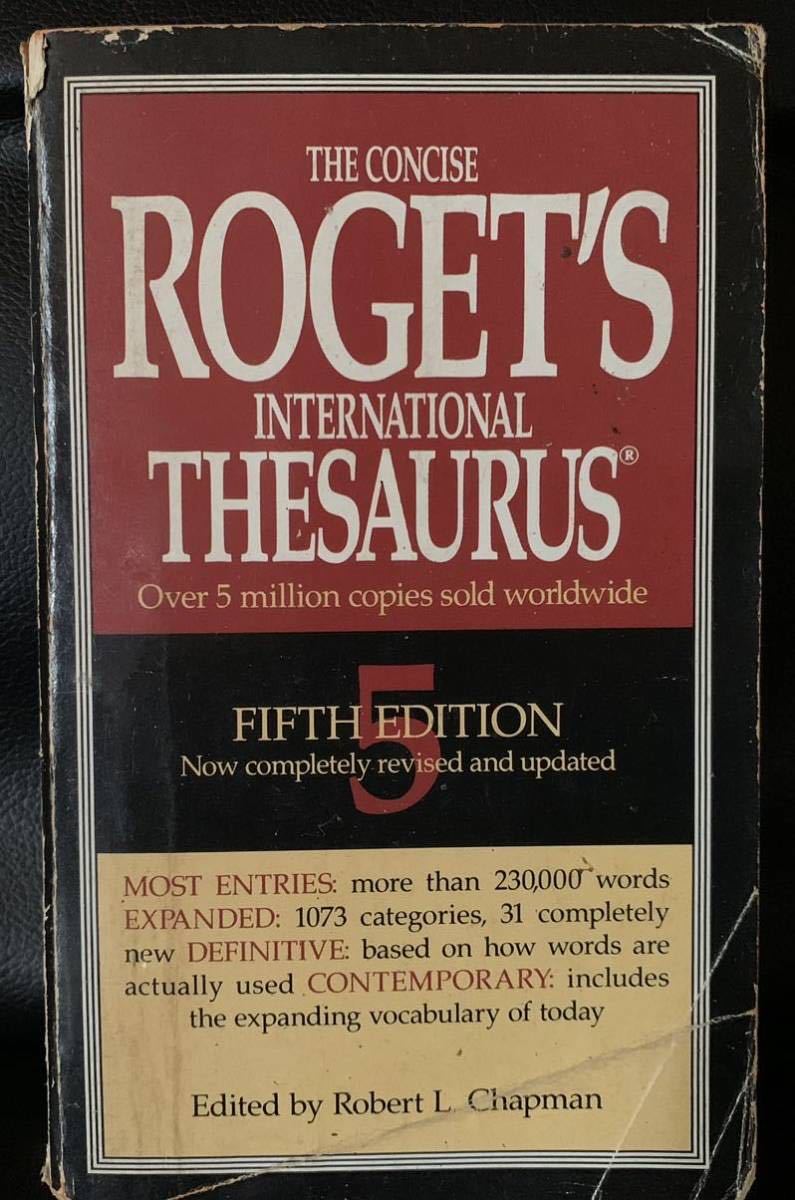 THE CONCISE
ROGET'S
INTERNATIONAL
THESAURUS®
Over 5 million copies sold worldwide
5
FIFTH EDITION
Now completely revised and updated
MOST ENTRIES: more than 230,000 words
EXPANDED: 1073 categories, 31 completely
new DEFINITIVE: based on how words are
actually used CONTEMPORARY: includes
the expanding vocabulary of today
Edited by Robert L. Chapman